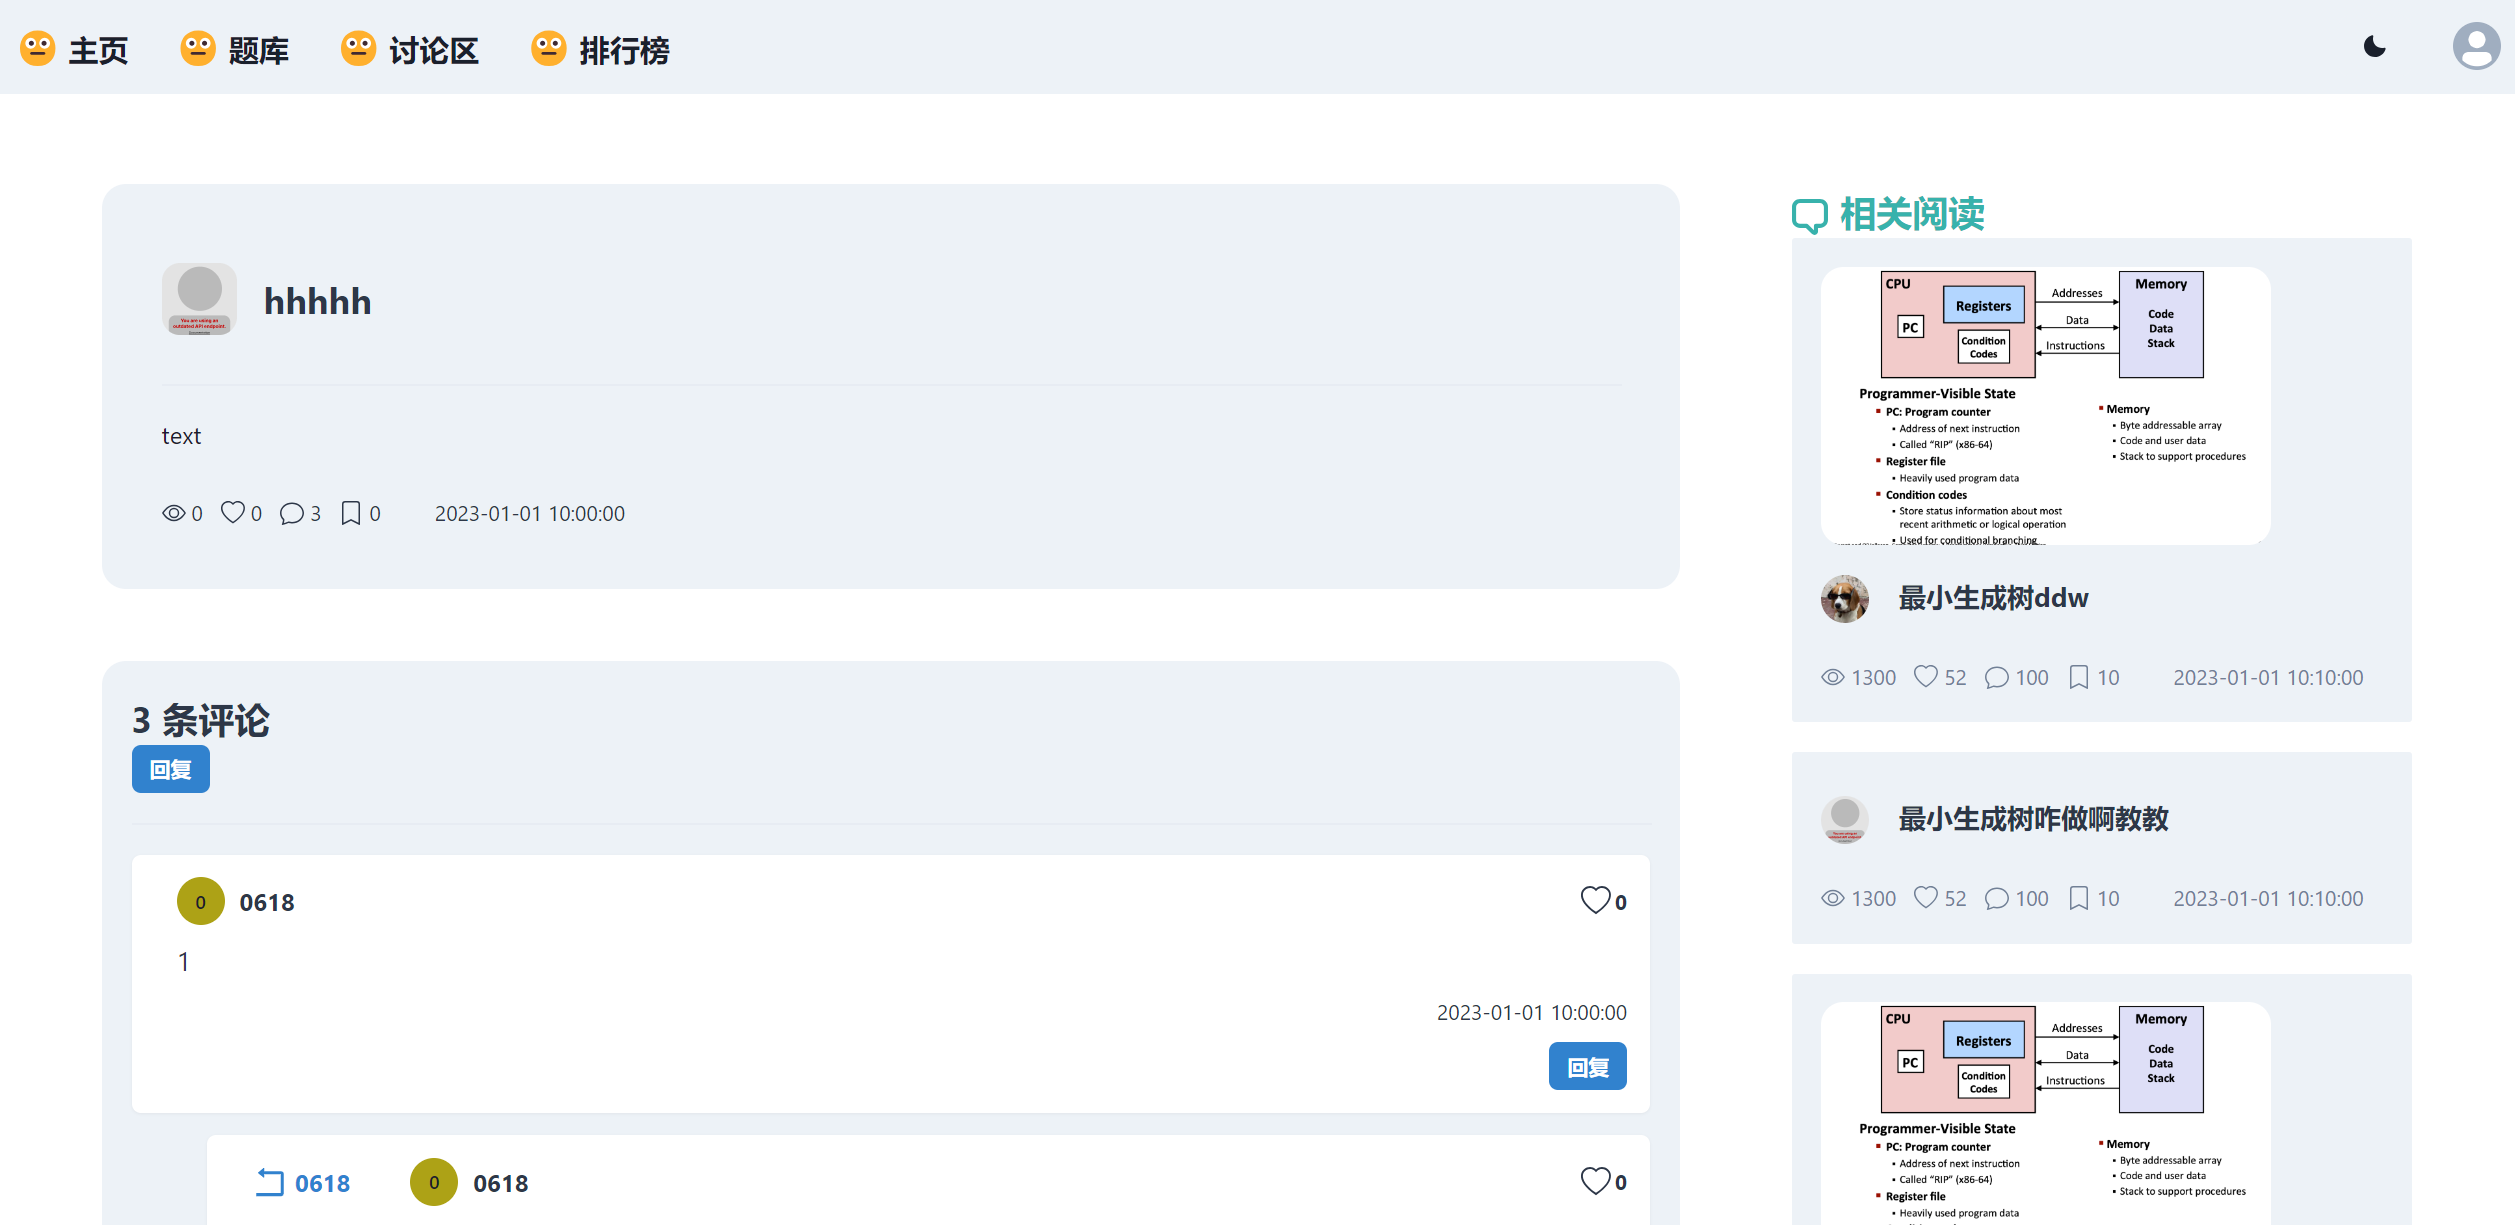 主页 题库 讨论区 排行榜
You are using an
outdated API endpoint.
hhhhh
text
0 0 3 0 2023-01-01 10:00:00
3 条评论
回复
0 0618 0
1
2023-01-01 10:00:00
回复
0618 0 0618 0
相关阅读
CPU
Registers
PC
Condition
Codes
Addresses
Data
Instructions
Memory
Code
Data
Stack
Programmer-Visible State
▪ PC: Program counter
▪ Address of next instruction
▪ Called “RIP” (x86-64)
▪ Register file
▪ Heavily used program data
▪ Condition codes
▪ Store status information about most
recent arithmetic or logical operation
▪ Used for conditional branching
▪ Memory
▪ Byte addressable array
▪ Code and user data
▪ Stack to support procedures
最小生成树ddw
1300 52 100 10 2023-01-01 10:10:00
最小生成树咋做啊教教
1300 52 100 10 2023-01-01 10:10:00
CPU
Registers
PC
Condition
Codes
Addresses
Data
Instructions
Memory
Code
Data
Stack
Programmer-Visible State
▪ PC: Program counter
▪ Address of next instruction
▪ Called “RIP” (x86-64)
▪ Register file
▪ Heavily used program data
▪ Memory
▪ Byte addressable array
▪ Code and user data
▪ Stack to support procedures